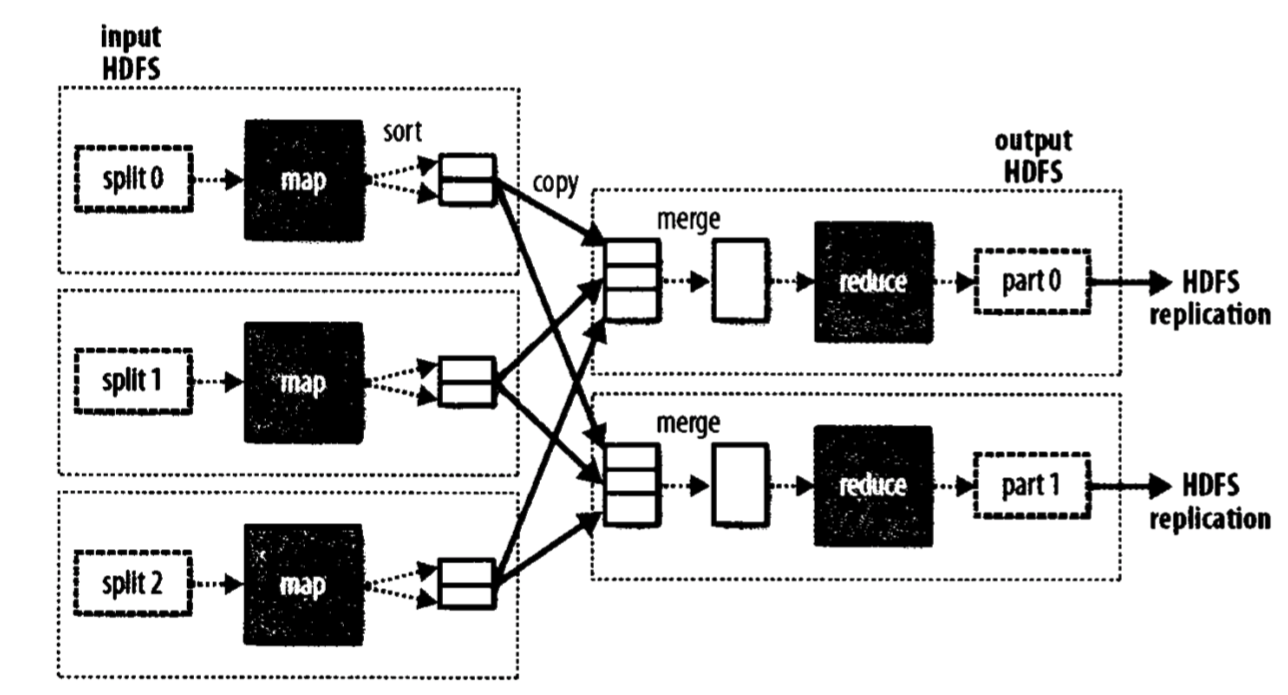 input
HDFS
split 0
map
sort
copy
split 1
map
split 2
map
output
HDFS
merge
reduce
part 0
HDFS
replication
merge
reduce
part 1
HDFS
replication